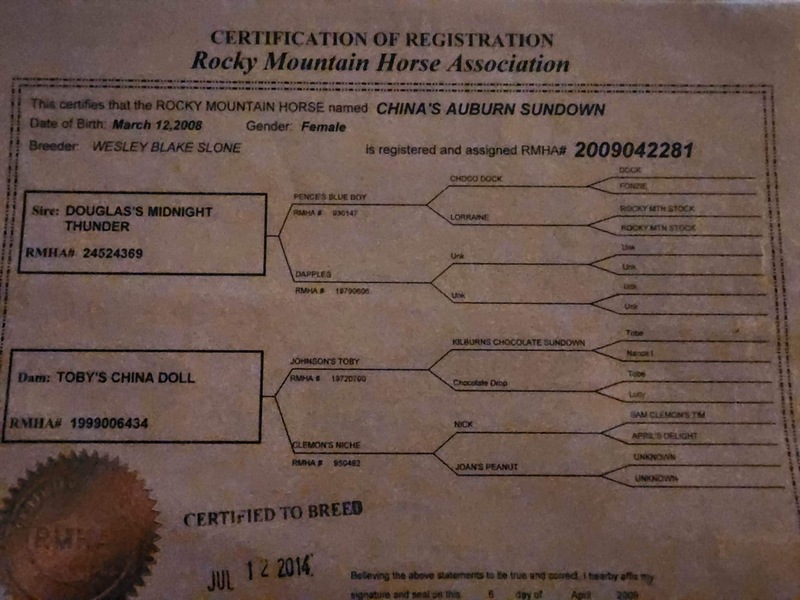 CERTIFICATION OF REGISTRATION
Rocky Mountain Horse Association
This certifies that the ROCKY MOUNTAIN HORSE named CHINA'S AUBURN SUNDOWN
Date of Birth: March 12,2008 Gender: Female
Breeder: WESLEY BLAKE SLONE is registered and assigned RMHA# 2009042281
DOCK
CHOCO DOCK
FONZIE
PENCE'S BLUE BOY
Sire: DOUGLAS'S MIDNIGHT THUNDER
RMHA # 930147
ROCKY MTN STOCK
LORRAINE
ROCKY MTN STOCK
RMHA# 24524369
Unk
Unk
Unk
DAPPLES
RMHA #
Unk
Unk
Unk
Tobe
KILBURNS CHOCOLATE SUNDOWN
JOHNSON'S TOBY
Dam: TOBY'S CHINA DOLL
RMHA #
Tobe
Chocolate Drop
Lucy
RMHA# 1999006434
SAM CLEMON'S TIM
NICK
APRIL'S DELIGHT
CLEMON'S NICHE
RMHA # 950492
UNKNOWN
JOAN'S PEANUT
UNKNOWN
CERTIFIED TO BREED
JUL 12 2014
Believing the above statements to be true and correct, I hearby affix my
signature and seal on this 6 day of April 2009